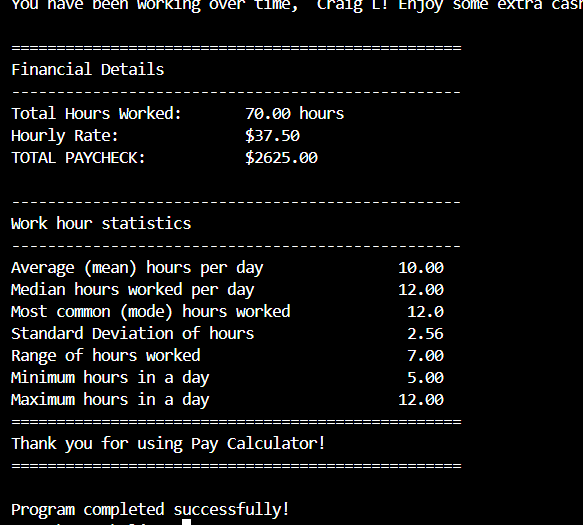 You have been working over time,  Craig L! Enjoy some extra cash
==================================================
Financial Details
--------------------------------------------------
Total Hours Worked:       70.00 hours
Hourly Rate:              $37.50
TOTAL PAYCHECK:           $2625.00
--------------------------------------------------
Work hour statistics
--------------------------------------------------
Average (mean) hours per day               10.00
Median hours worked per day                12.00
Most common (mode) hours worked             12.0
Standard Deviation of hours                 2.56
Range of hours worked                       7.00
Minimum hours in a day                      5.00
Maximum hours in a day                     12.00
==================================================
Thank you for using Pay Calculator!
==================================================
Program completed successfully!